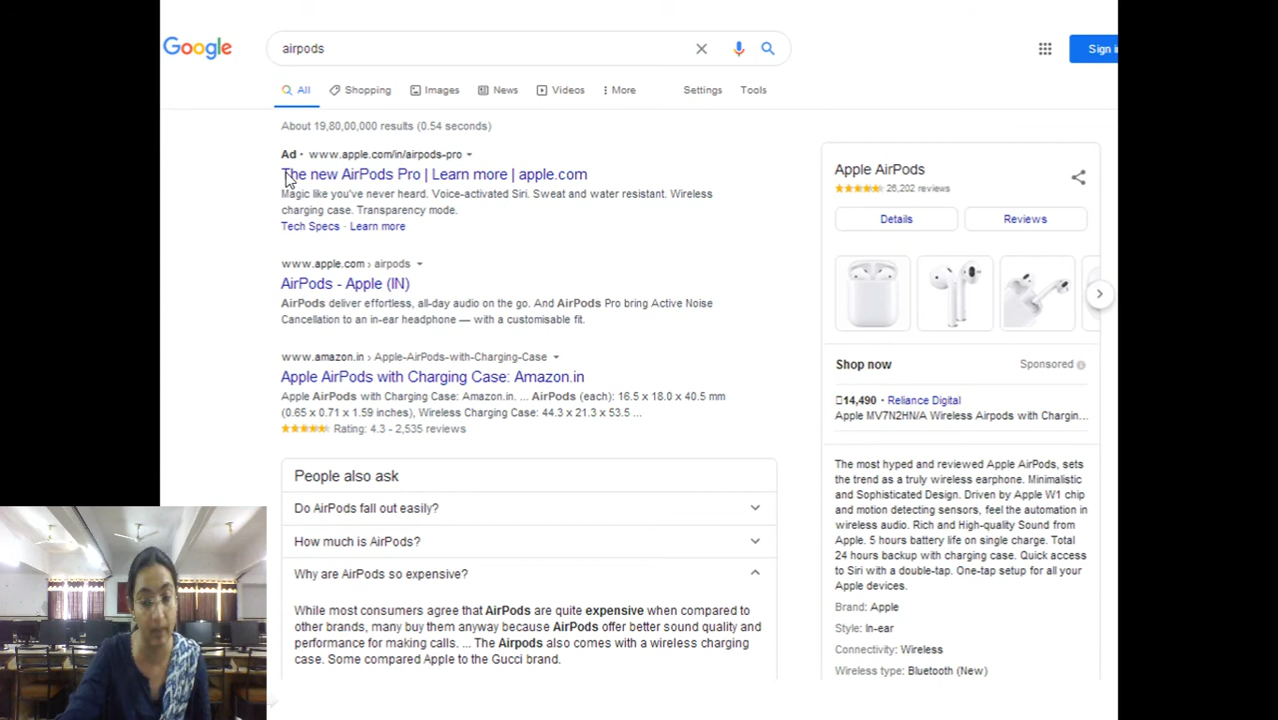 Google
airpods
Sign i
All
Shopping
Images
News
Videos
More
Settings
Tools
About 19,80,00,000 results (0.54 seconds)
Ad · www.apple.com/in/airpods-pro
The new AirPods Pro | Learn more | apple.com
Magic like you've never heard. Voice-activated Siri. Sweat and water resistant. Wireless
charging case. Transparency mode.
Tech Specs · Learn more
www.apple.com › airpods
AirPods - Apple (IN)
AirPods deliver effortless, all-day audio on the go. And AirPods Pro bring Active Noise
Cancellation to an in-ear headphone — with a customisable fit.
www.amazon.in › Apple-AirPods-with-Charging-Case
Apple AirPods with Charging Case: Amazon.in
Apple AirPods with Charging Case: Amazon.in. ... AirPods (each): 16.5 x 18.0 x 40.5 mm
(0.65 x 0.71 x 1.59 inches), Wireless Charging Case: 44.3 x 21.3 x 53.5 ...
Rating: 4.3 - 2,535 reviews
People also ask
Do AirPods fall out easily?
How much is AirPods?
Why are AirPods so expensive?
While most consumers agree that AirPods are quite expensive when compared to
other brands, many buy them anyway because AirPods offer better sound quality and
performance for making calls. ... The Airpods also comes with a wireless charging
case. Some compared Apple to the Gucci brand.
Apple AirPods
26,202 reviews
Details
Reviews
Shop now
Sponsored
14,490 · Reliance Digital
Apple MV7N2HN/A Wireless Airpods with Chargin...
The most hyped and reviewed Apple AirPods, sets
the trend as a truly wireless earphone. Minimalistic
and Sophisticated Design. Driven by Apple W1 chip
and motion detecting sensors, feel the automation in
wireless audio. Rich and High-quality Sound from
Apple. 5 hours battery life on single charge. Total
24 hours backup with charging case. Quick access
to Siri with a double-tap. One-tap setup for all your
Apple devices.
Brand: Apple
Style: In-ear
Connectivity: Wireless
Wireless type: Bluetooth (New)